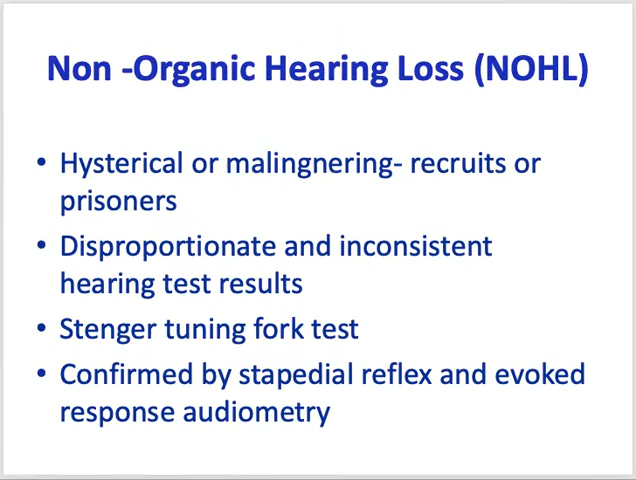 Non -Organic Hearing Loss (NOHL)
• Hysterical or malingnering- recruits or
prisoners
• Disproportionate and inconsistent
hearing test results
• Stenger tuning fork test
• Confirmed by stapedial reflex and evoked
response audiometry